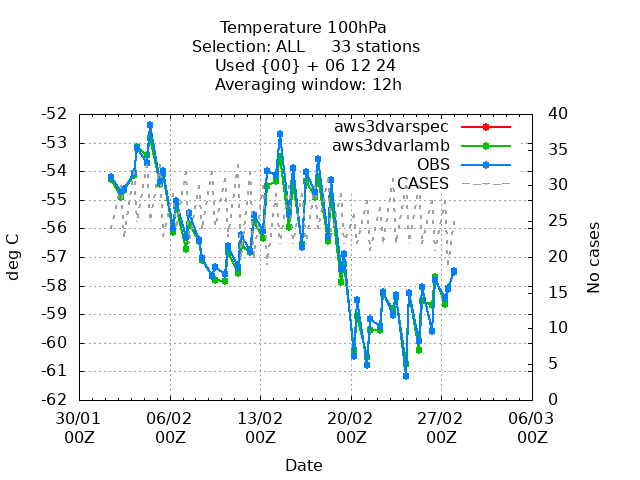 Temperature 100hPa
Selection: ALL 33 stations
Used {00} + 06 12 24
Averaging window: 12h
-52 40
aws3dvarspec
-53 35
aws3dvarlamb
OBS
-54 30
CASES
-55 25
-56
-57 20
-58 15
-59 10
-60
-61 5
-62 0
deg C
No cases
30/01 06/02 13/02 20/02 27/02 06/03
00Z 00Z 00Z 00Z 00Z 00Z
Date